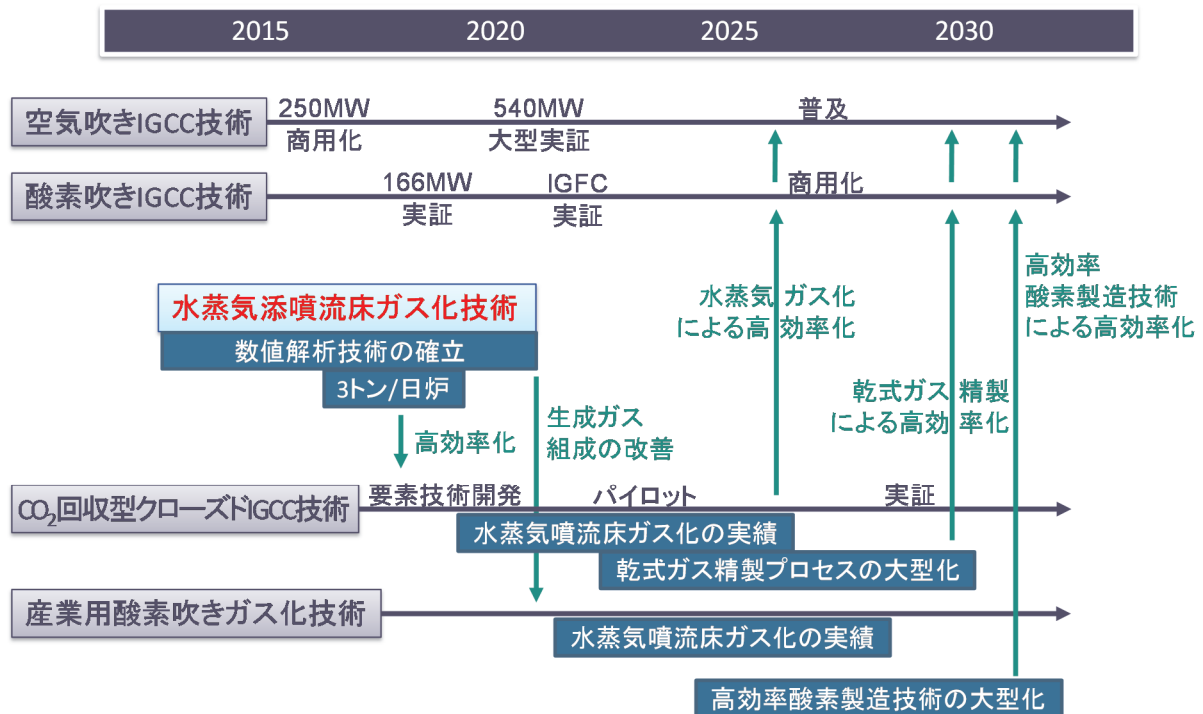 2015 2020 2025 2030
空気吹きIGCC技術
250MW
商用化
540MW
大型実証
普及
酸素吹きIGCC技術
166MW
実証
IGFC
実証
商用化
水蒸気添噴流床ガス化技術
数値解析技術の確立
3トン/日炉
高効率化
生成ガス
組成の改善
水蒸気ガス化
による高効率化
乾式ガス精製
による高効率化
高効率
酸素製造技術
による高効率化
CO₂回収型クローズドIGCC技術
要素技術開発
パイロット
実証
水蒸気噴流床ガス化の実績
乾式ガス精製プロセスの大型化
産業用酸素吹きガス化技術
水蒸気噴流床ガス化の実績
高効率酸素製造技術の大型化